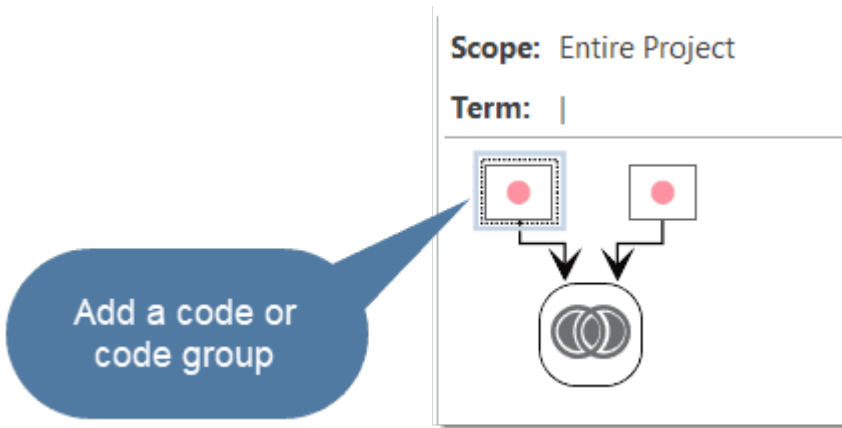 Scope: Entire Project
Term: |
Add a code or
code group